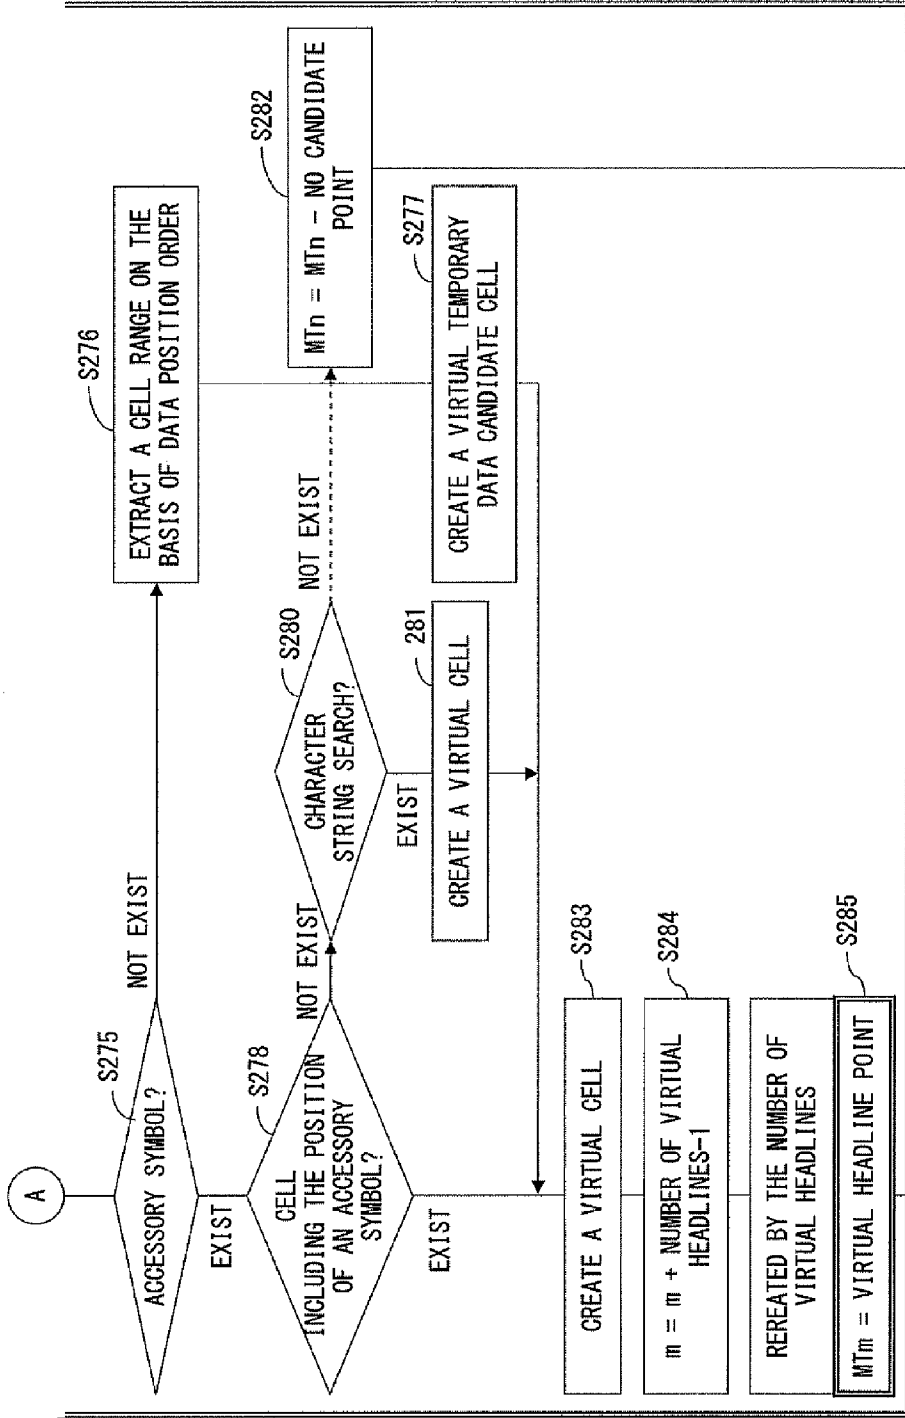 A
S275
ACCESSORY SYMBOL?
NOT EXIST
EXIST
S276
EXTRACT A CELL RANGE ON THE
BASIS OF DATA POSITION ORDER
S278
CELL
INCLUDING THE POSITION
OF AN ACCESSORY
SYMBOL?
NOT EXIST
EXIST
S280
CHARACTER
STRING SEARCH?
NOT EXIST
EXIST
S282
MTn = MTn - NO CANDIDATE
POINT
281
CREATE A VIRTUAL CELL
S277
CREATE A VIRTUAL TEMPORARY
DATA CANDIDATE CELL
S283
CREATE A VIRTUAL CELL
S284
m = m + NUMBER OF VIRTUAL
HEADLINES-1
REREATED BY THE NUMBER OF
VIRTUAL HEADLINES
S285
MTm = VIRTUAL HEADLINE POINT